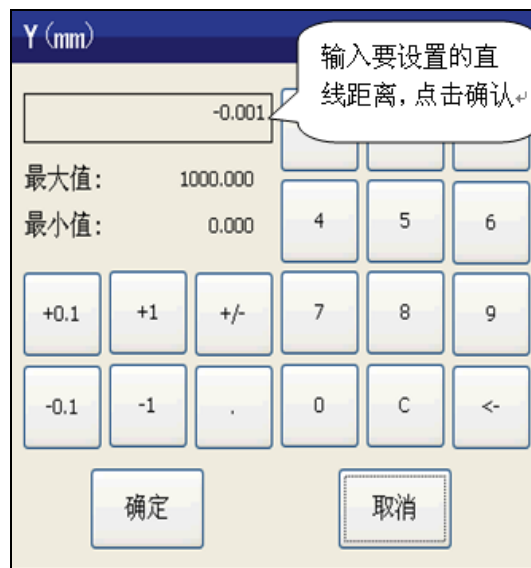 Y(mm)
输入要设置的直
线距离,点击确认↵
-0.001
最大值: 1000.000
最小值: 0.000
4 5 6
+0.1 +1 +/- 7 8 9
-0.1 -1 . 0 C <-
确定 取消